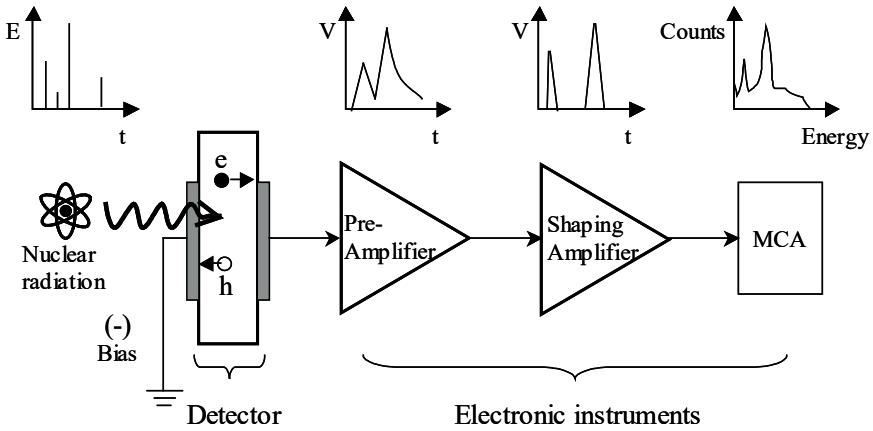 E
t
V
t
V
t
Counts
Energy
Nuclear
radiation
e
h
(-)
Bias
Pre-
Amplifier
Shaping
Amplifier
MCA
Detector
Electronic instruments